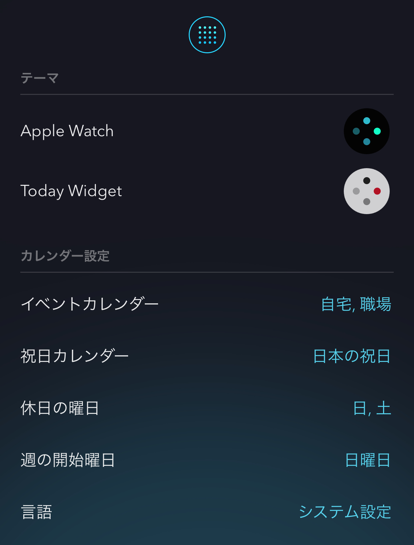 テーマ
Apple Watch
Today Widget
カレンダー設定
イベントカレンダー 自宅, 職場
祝日カレンダー 日本の祝日
休日の曜日 日, 土
週の開始曜日 日曜日
言語 システム設定